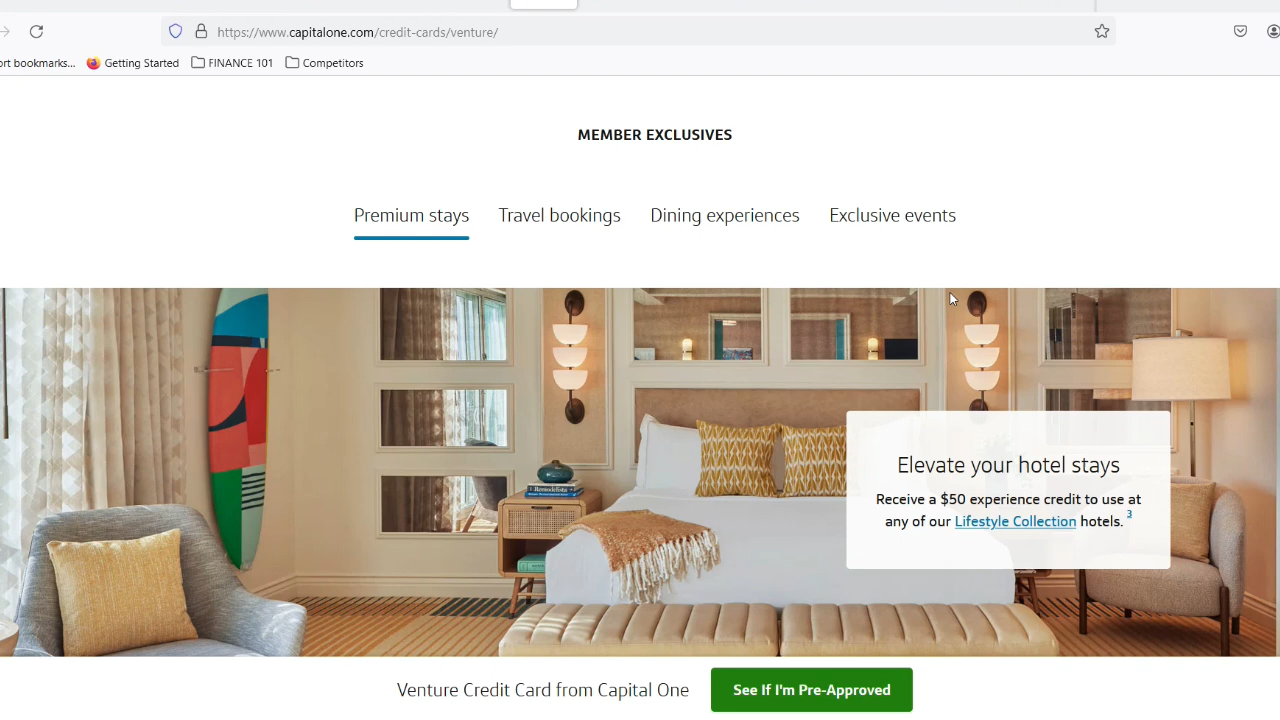 https://www.capitalone.com/credit-cards/venture/
ort bookmarks... Getting Started FINANCE 101 Competitors
MEMBER EXCLUSIVES
Premium stays Travel bookings Dining experiences Exclusive events
Remodelista
Elevate your hotel stays
Receive a $50 experience credit to use at
any of our Lifestyle Collection hotels. 3
Venture Credit Card from Capital One See If I'm Pre-Approved